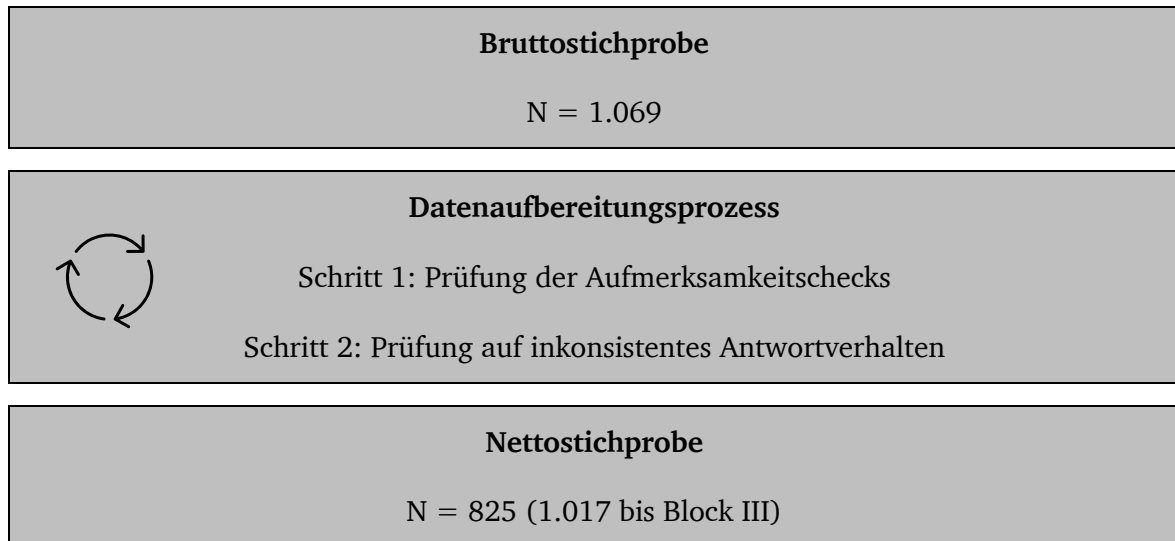 Bruttostichprobe
N = 1.069
Datenaufbereitungsprozess
Schritt 1: Prüfung der Aufmerksamkeitschecks
Schritt 2: Prüfung auf inkonsistentes Antwortverhalten
Nettostichprobe
N = 825 (1.017 bis Block III)